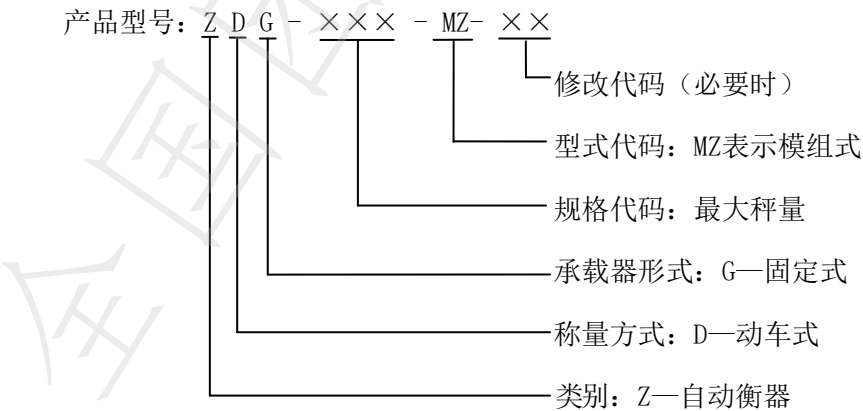 产品型号：Z D G - ××× - MZ- ××
修改代码（必要时）
型式代码：MZ表示模组式
规格代码：最大秤量
承载器形式：G—固定式
称量方式：D—动车式
类别：Z—自动衡器
全国